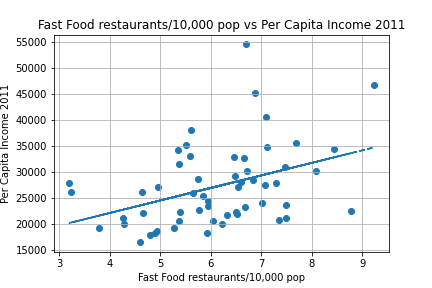 Fast Food restaurants/10,000 pop vs Per Capita Income 2011
55000
50000
45000
40000
35000
30000
25000
20000
15000
Per Capita Income 2011
3 4 5 6 7 8 9
Fast Food restaurants/10,000 pop